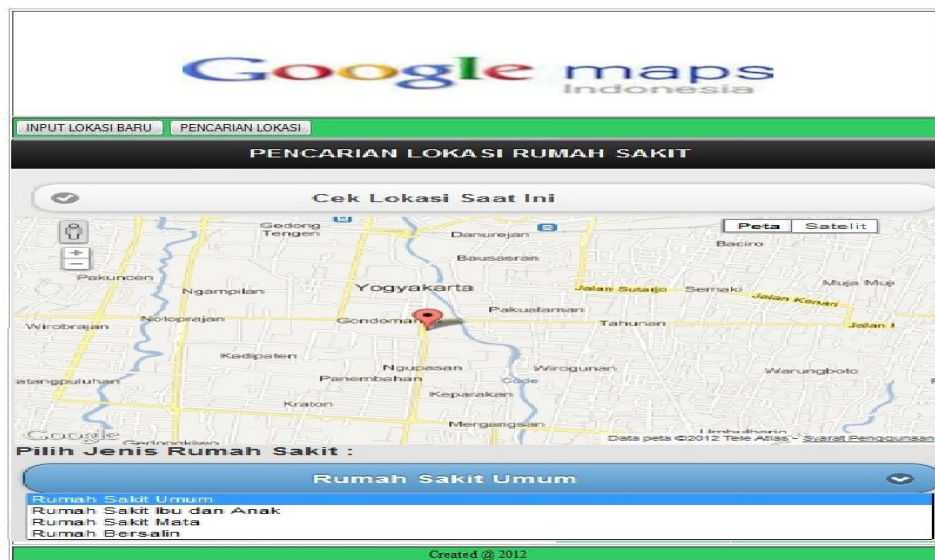 Google maps
Indonesia
INPUT LOKASI BARU PENCARIAN LOKASI
PENCARIAN LOKASI RUMAH SAKIT
Cek Lokasi Saat Ini
Gedong Tengen
Danurejan
Peta Satelit
Baciro
Bausasran
Pakuncen
Ngampilan
Yogyakarta
Jalan Sutarjo
Semaki
Muja Muju
Jalan Kenari
Pakualaman
Wirobrajan
Notoprajan
Gondoman
Tahunan
Jalan
Kadipaten
Ngupasan
Wirogunan
Warungboto
Panembahan
Code
Keparakan
Kraton
Mergangsan
Google
Data peta ©2012 Tele Atlas - Syarat Penggunaan
Pilih Jenis Rumah Sakit :
Rumah Sakit Umum
Rumah Sakit Umum
Rumah Sakit Ibu dan Anak
Rumah Sakit Mata
Rumah Bersalin
Created @ 2012